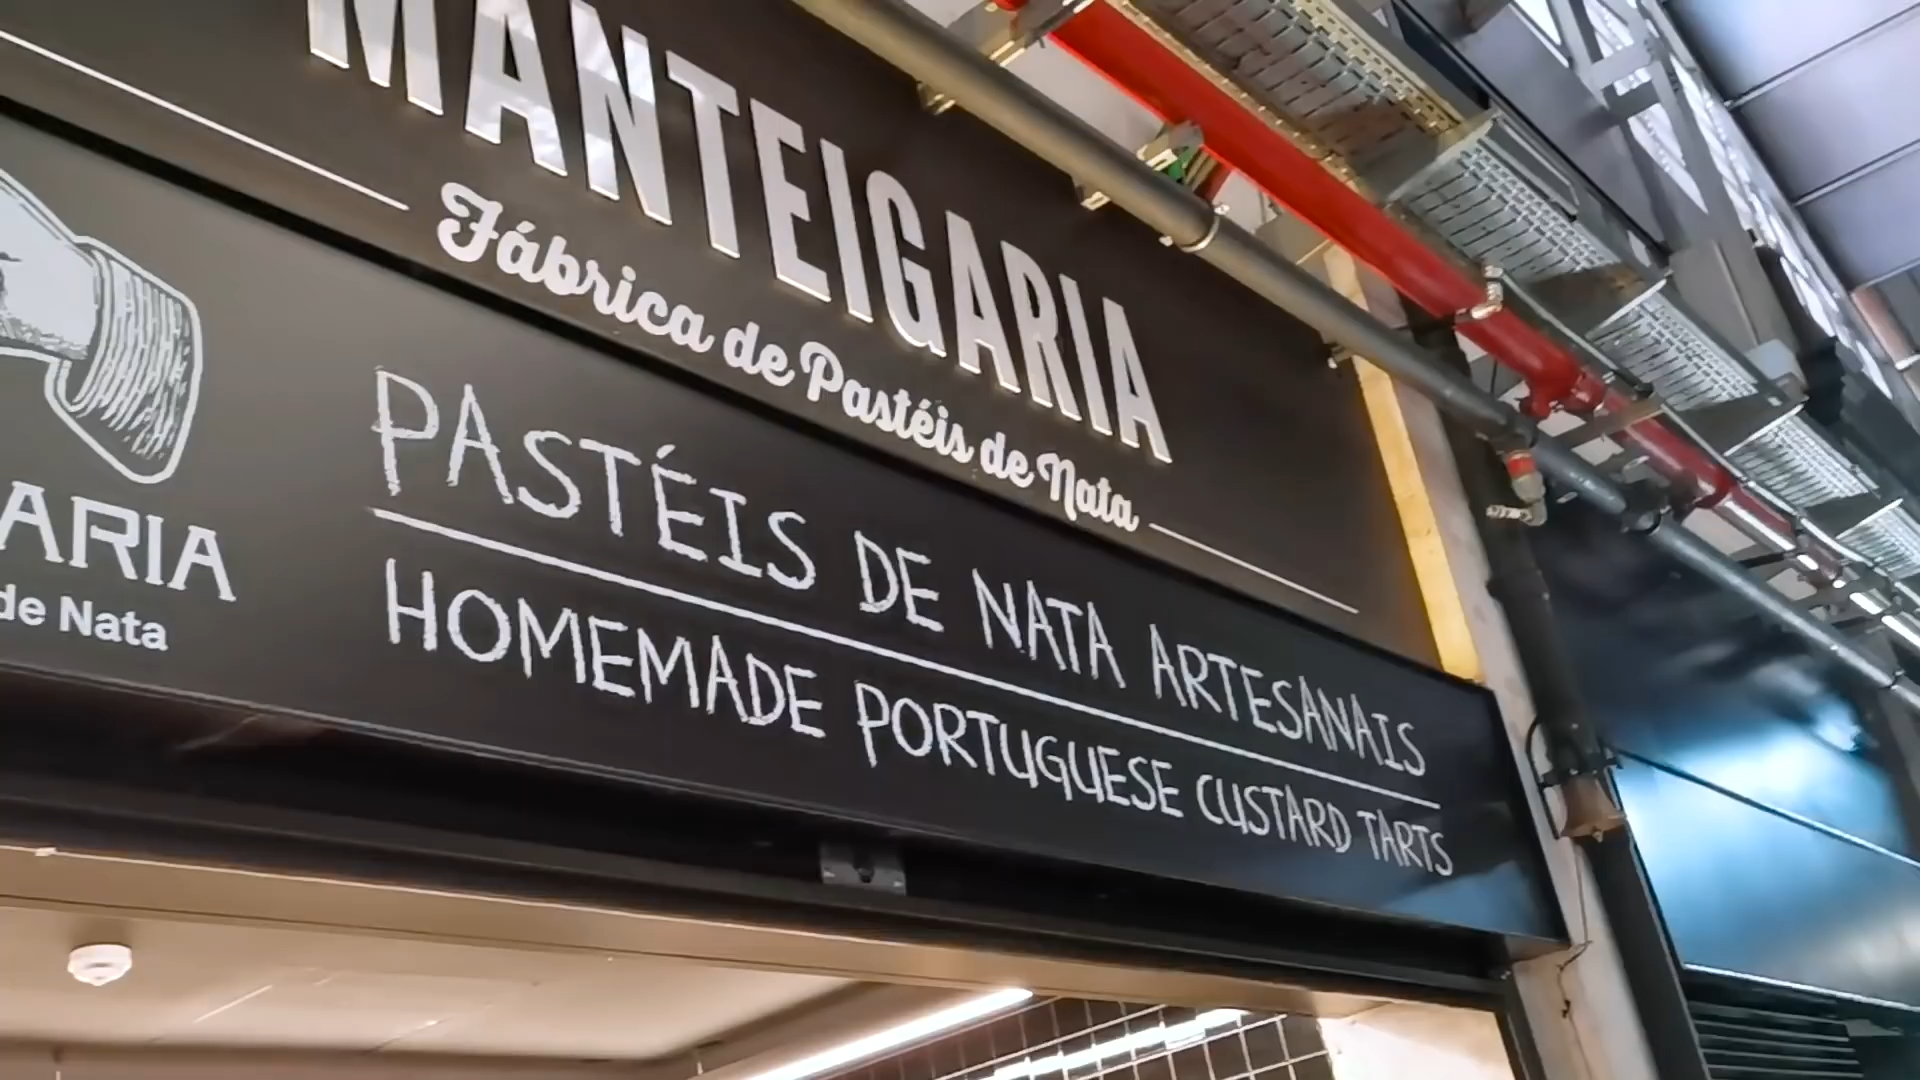 MANTEIGARIA
Fábrica de Pastéis de Nata
ARIA
de Nata
PASTÉIS DE NATA ARTESANAIS
HOMEMADE PORTUGUESE CUSTARD TARTS